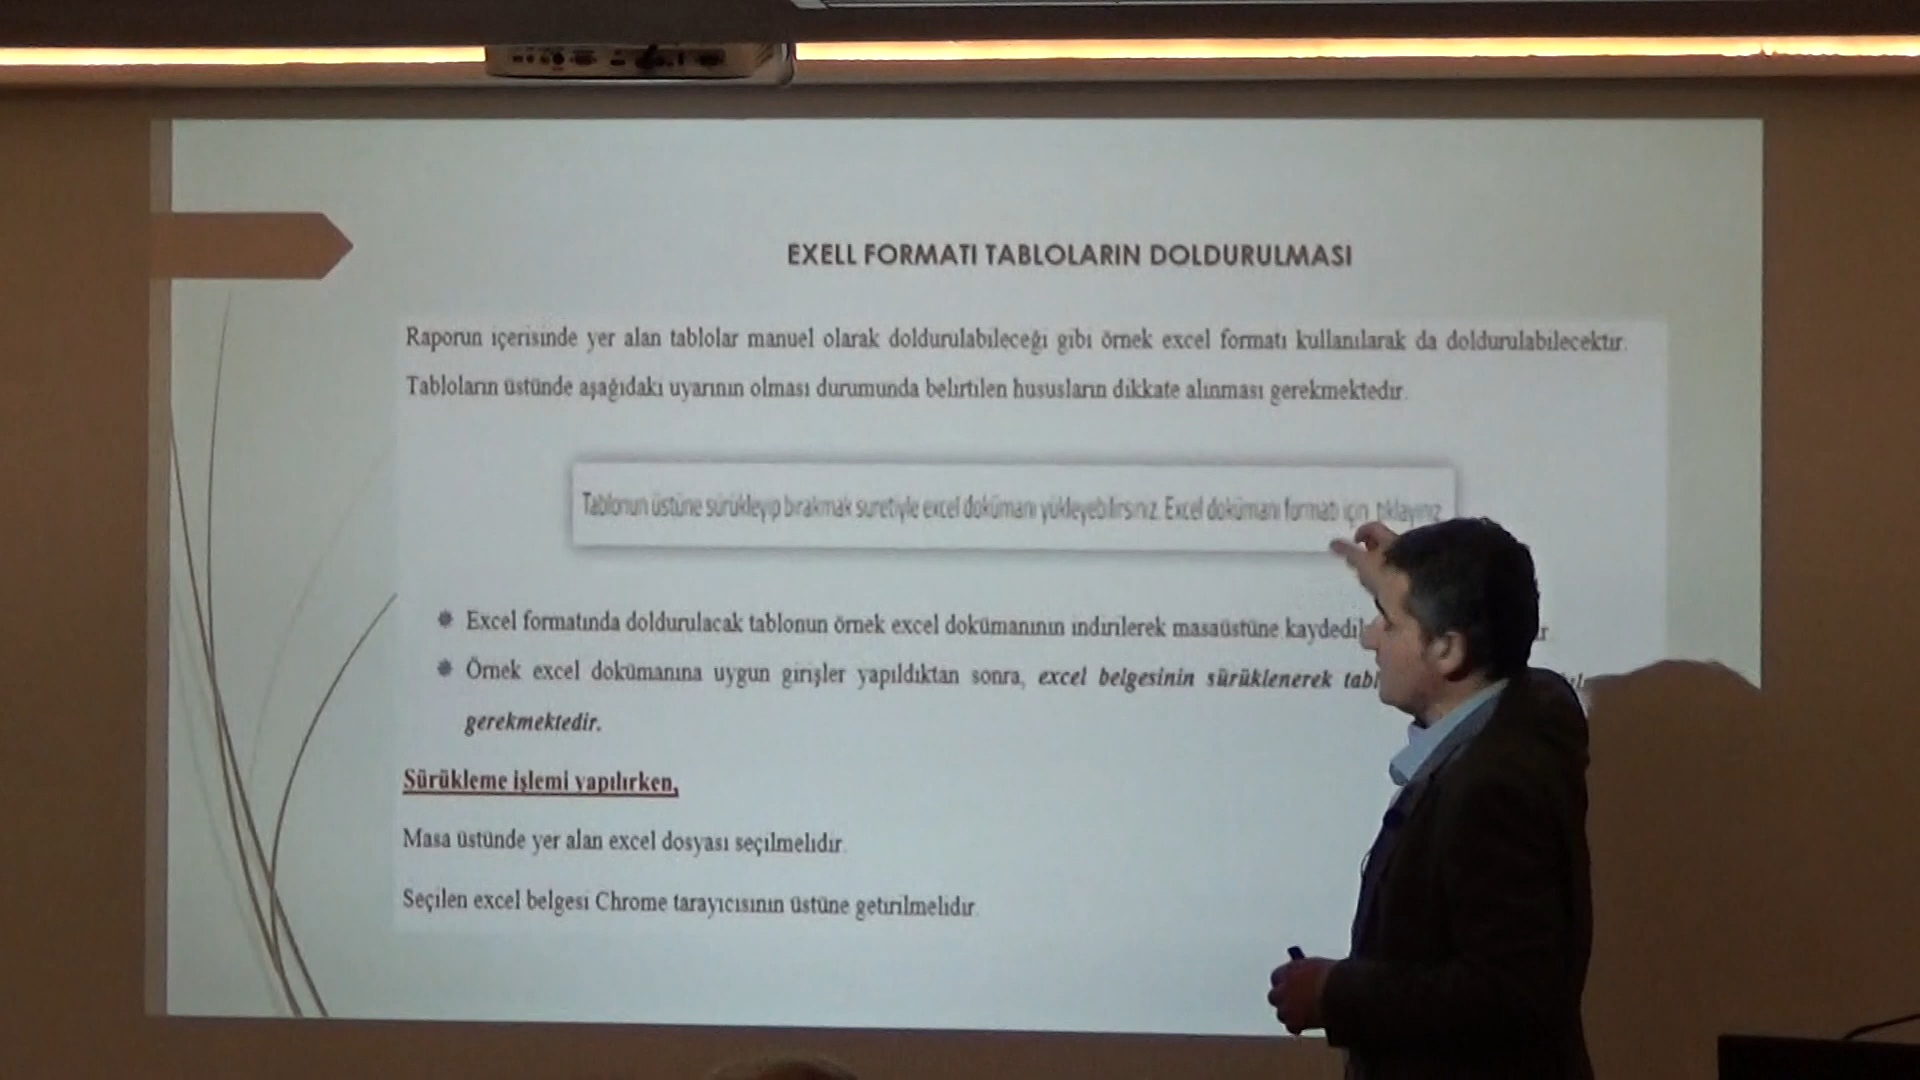 EXELL FORMATI TABLOLARIN DOLDURULMASI
Raporun içerisinde yer alan tablolar manuel olarak doldurulabileceği gibi örnek excel formatı kullanılarak da doldurulabilecektir.
Tabloların üstünde aşağıdaki uyarının olması durumunda belirtilen hususların dikkate alınması gerekmektedir.
Tablonun üstüne sürükleyip bırakmak suretiyle excel dokümanı yükleyebilirsiniz. Excel dokümanı formatı için tıklayınız.
Excel formatında doldurulacak tablonun örnek excel dokümanının indirilerek masaüstüne
Örnek excel dokümanına uygun girişler yapıldıktan sonra, excel belgesinin sürüklenerek
gerekmektedir.
Sürükleme işlemi yapılırken,
Masa üstünde yer alan excel dosyası seçilmelidir.
Seçilen excel belgesi Chrome tarayıcısının üstüne getirilmelidir.